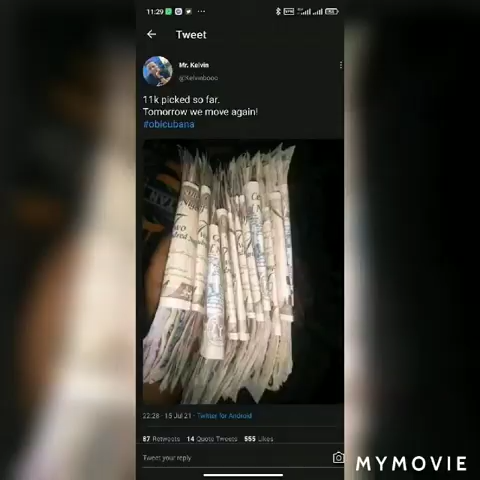 11:29
Tweet
Mr. Kelvin
11k picked so far.
Tomorrow we move again!
#obicubana
22:28 · 15 Jul 21 · Twitter for Android
87 Retweets 14 Quote Tweets 555 Likes
Tweet your reply
MYMOVIE